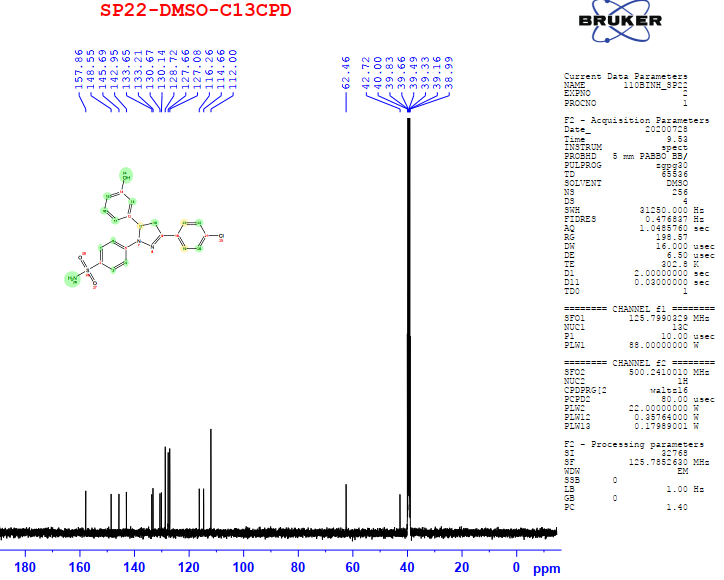 SP22-DMSO-C13CPD
BRUKER
157.86
148.55
145.69
142.95
133.65
133.21
130.67
130.14
128.72
127.66
127.08
116.26
114.66
112.00
62.46
42.72
40.00
39.83
39.66
39.49
39.33
39.16
38.99
Current Data Parameters
NAME 110BINH_SP22
EXPNO 2
PROCNO 1
F2 - Acquisition Parameters
Date_ 20200728
Time 9.53
INSTRUM spect
PROBHD 5 mm PABBO BB/
PULPROG zgpg30
TD 65536
SOLVENT DMSO
NS 256
DS 4
SWH 31250.000 Hz
FIDRES 0.476837 Hz
AQ 1.0485760 sec
RG 198.57
DW 16.000 usec
DE 6.50 usec
TE 302.8 K
D1 2.00000000 sec
D11 0.03000000 sec
TD0 1
======== CHANNEL f1 ========
SFO1 125.7990329 MHz
NUC1 13C
P1 10.00 usec
PLW1 88.00000000 W
======== CHANNEL f2 ========
SFO2 500.2410010 MHz
NUC2 1H
CPDPRG[2 waltz16
PCPD2 80.00 usec
PLW2 22.00000000 W
PLW12 0.35764000 W
PLW13 0.17989001 W
F2 - Processing parameters
SI 32768
SF 125.7852630 MHz
WDW EM
SSB 0
LB 1.00 Hz
GB 0
PC 1.40
OH
N
N
Cl
O
S
H₂N
O
180 160 140 120 100 80 60 40 20 0 ppm